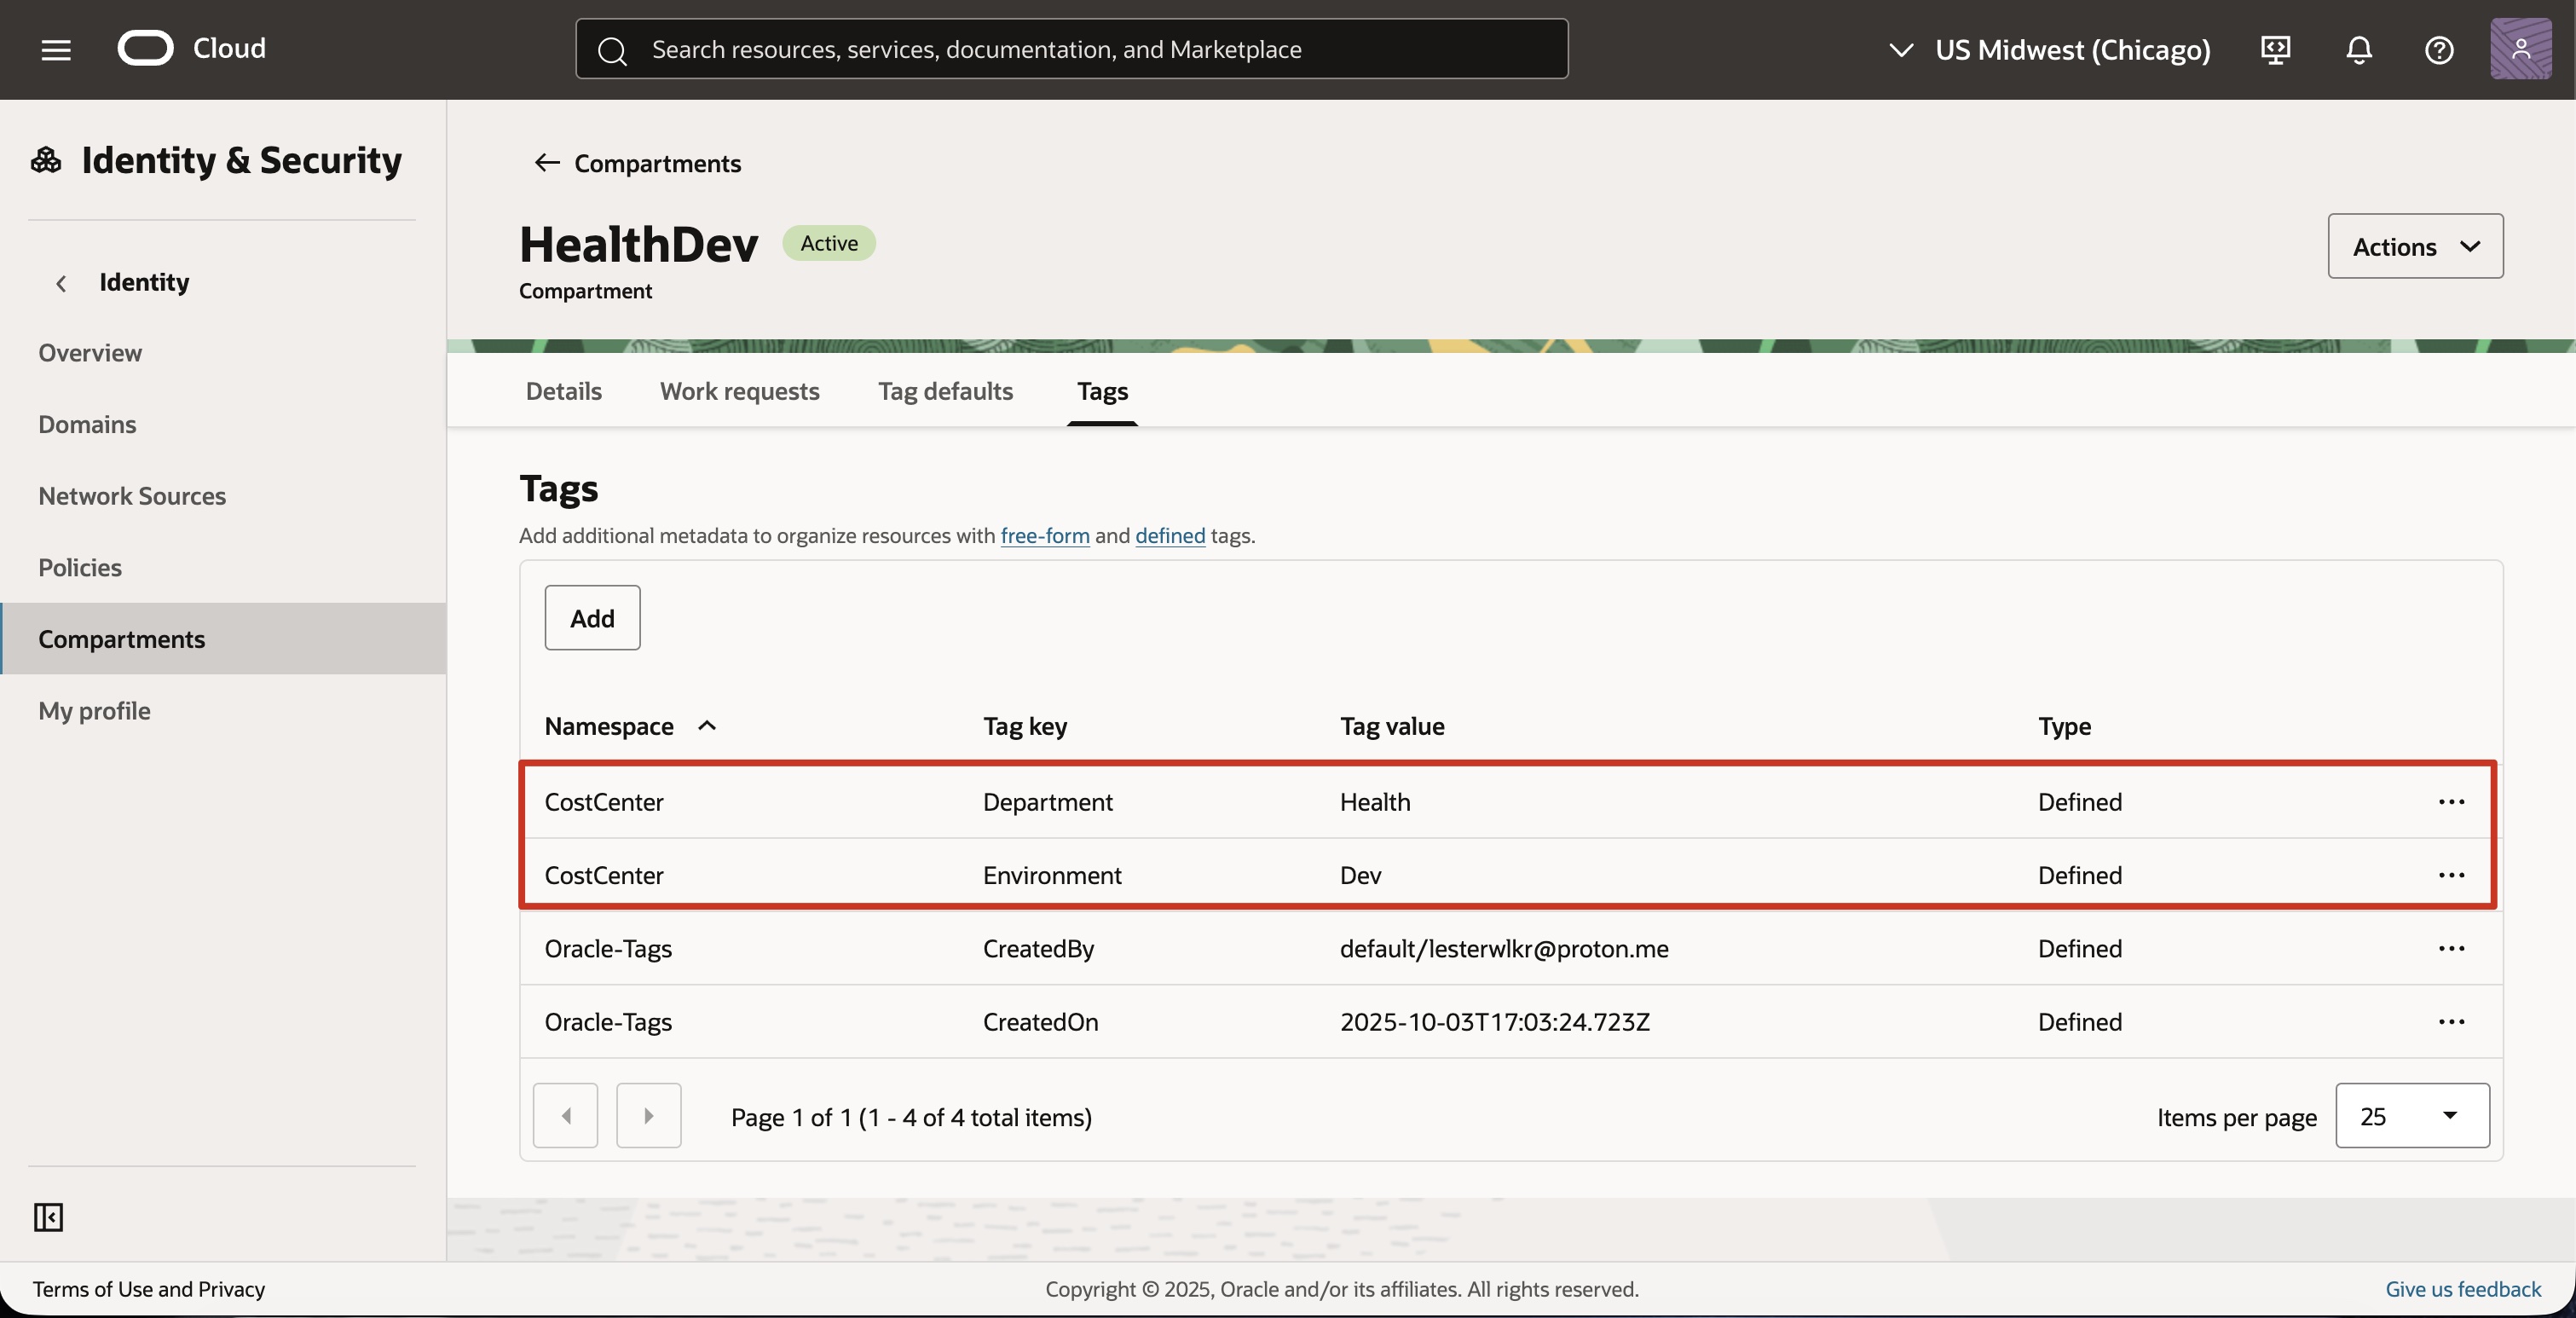 Cloud
Search resources, services, documentation, and Marketplace
US Midwest (Chicago)
Identity & Security
Identity
Overview
Domains
Network Sources
Policies
Compartments
My profile
Compartments
HealthDev
Active
Compartment
Actions
Details Work requests Tag defaults Tags
Tags
Add additional metadata to organize resources with free-form and defined tags.
Add
Namespace Tag key Tag value Type
CostCenter Department Health Defined
CostCenter Environment Dev Defined
Oracle-Tags CreatedBy default/lesterwlkr@proton.me Defined
Oracle-Tags CreatedOn 2025-10-03T17:03:24.723Z Defined
Page 1 of 1 (1 - 4 of 4 total items)
Items per page 25
Terms of Use and Privacy
Copyright © 2025, Oracle and/or its affiliates. All rights reserved.
Give us feedback